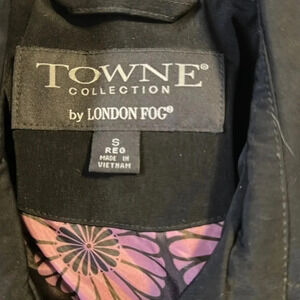 TOWNE®
COLLECTION
by LONDON FOG®
S
REG
MADE IN
VIETNAM